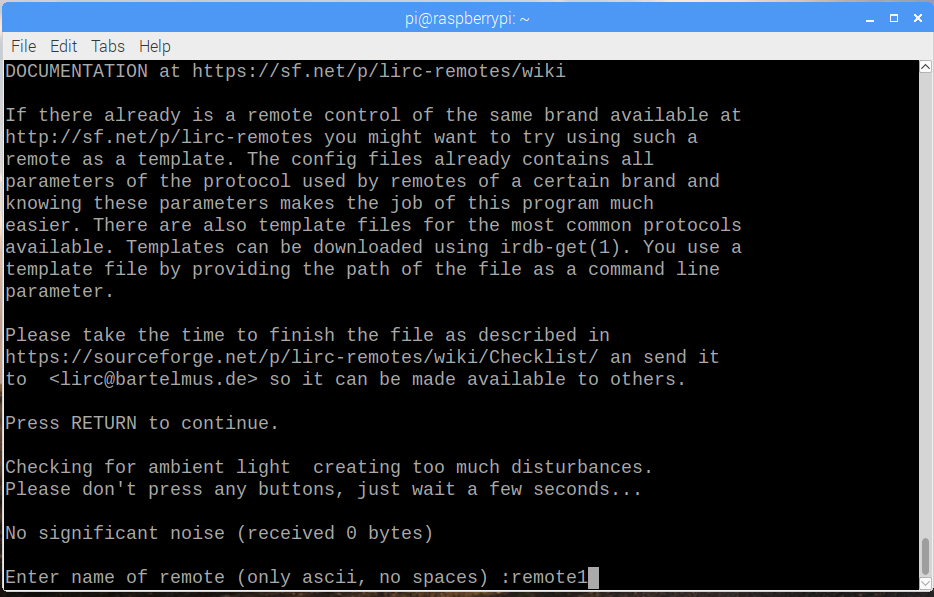 pi@raspberrypi: ~
File Edit Tabs Help
DOCUMENTATION at https://sf.net/p/lirc-remotes/wiki
If there already is a remote control of the same brand available at
http://sf.net/p/lirc-remotes you might want to try using such a
remote as a template. The config files already contains all
parameters of the protocol used by remotes of a certain brand and
knowing these parameters makes the job of this program much
easier. There are also template files for the most common protocols
available. Templates can be downloaded using irdb-get(1). You use a
template file by providing the path of the file as a command line
parameter.
Please take the time to finish the file as described in
https://sourceforge.net/p/lirc-remotes/wiki/Checklist/ an send it
to  <lirc@bartelmus.de> so it can be made available to others.
Press RETURN to continue.
Checking for ambient light  creating too much disturbances.
Please don't press any buttons, just wait a few seconds...
No significant noise (received 0 bytes)
Enter name of remote (only ascii, no spaces) :remote1